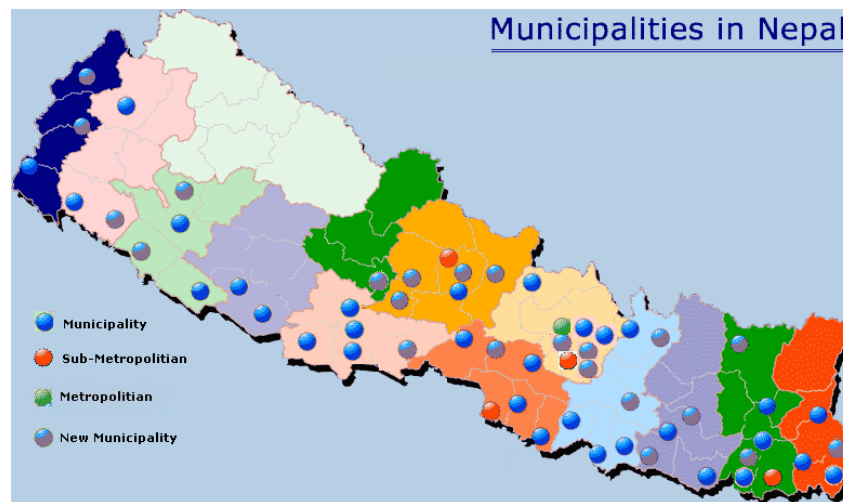 Municipalities in Nepal
Municipality
Sub-Metropolitian
Metropolitian
New Municipality